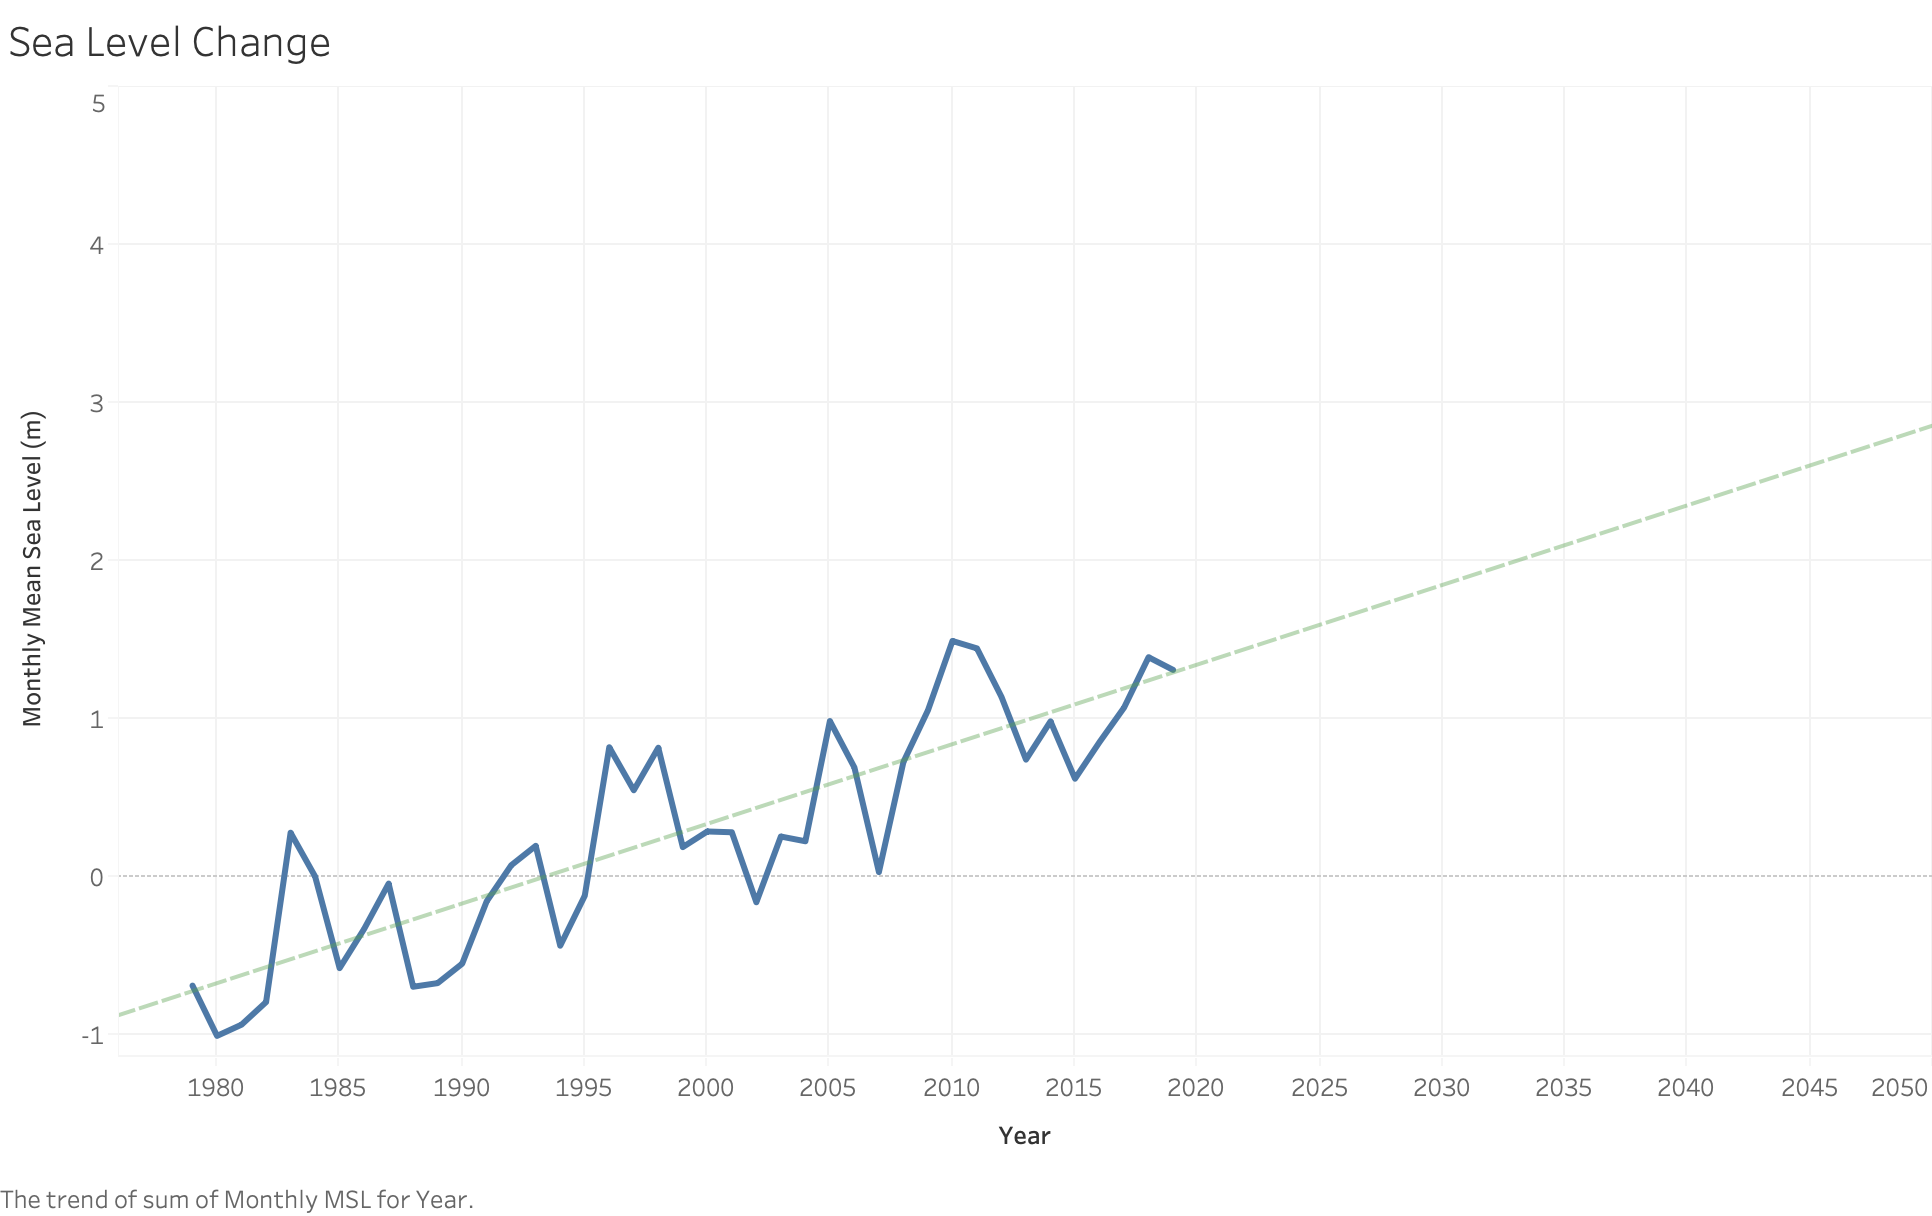 Sea Level Change
5
4
3
2
1
0
-1
Monthly Mean Sea Level (m)
1980 1985 1990 1995 2000 2005 2010 2015 2020 2025 2030 2035 2040 2045 2050
Year
The trend of sum of Monthly MSL for Year.